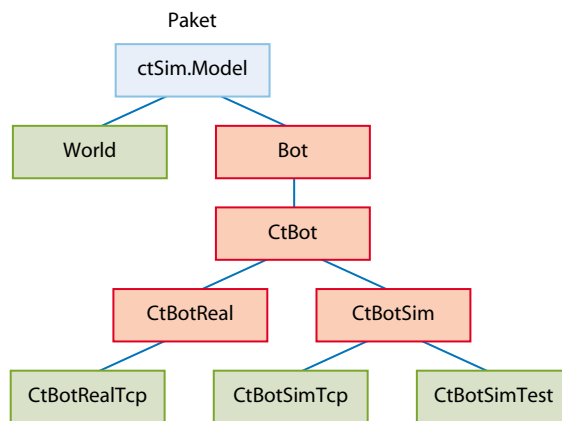 Paket
ctSim.Model
World
Bot
CtBot
CtBotReal
CtBotSim
CtBotRealTcp
CtBotSimTcp
CtBotSimTest